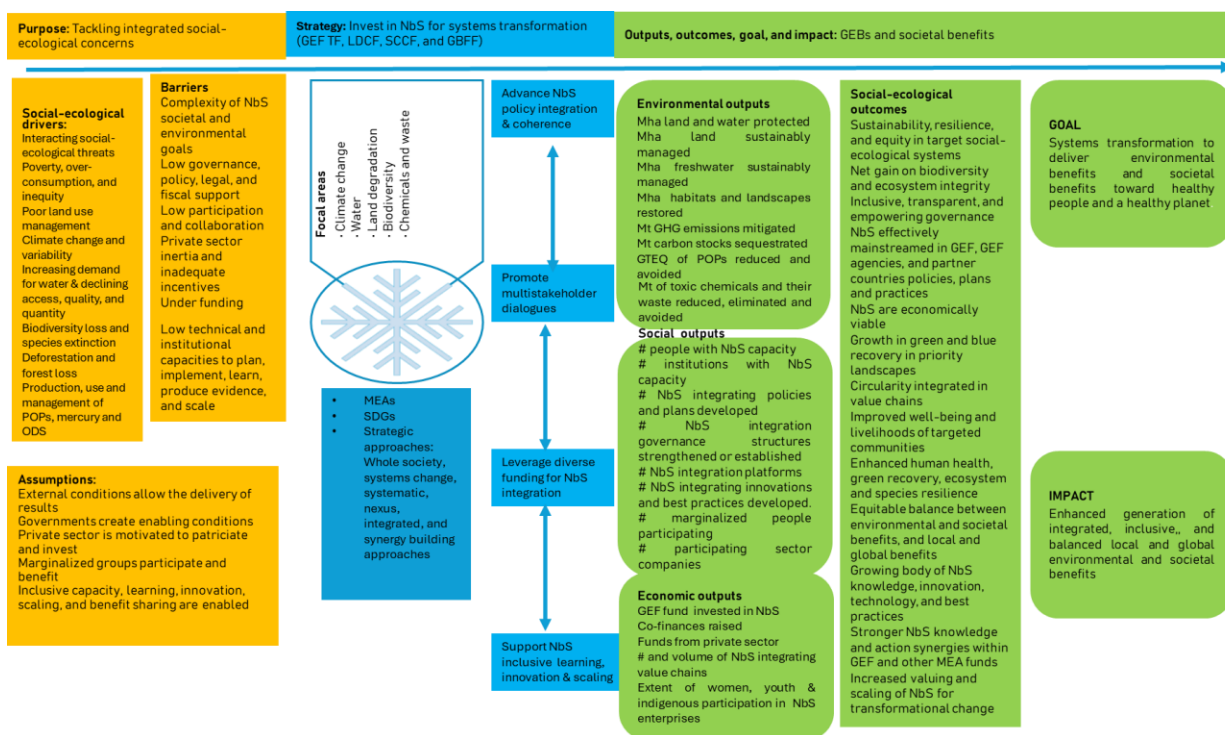 Purpose: Tackling integrated social-
ecological concerns
Strategy: Invest in NbS for systems transformation
(GEF TF, LDCF, SCCF, and GBFF)
Outputs, outcomes, goal, and impact: GEBs and societal benefits
Social-ecological
drivers:
Interacting social-
ecological threats
Poverty, over-
consumption, and
inequity
Poor land use
management
Climate change and
variability
Increasing demand
for water & declining
access, quality, and
quantity
Biodiversity loss and
species extinction
Deforestation and
forest loss
Production, use and
management of
POPs, mercury and
ODS
Barriers
Complexity of NbS
societal and
environmental
goals
Low governance,
policy, legal, and
fiscal support
Low participation
and collaboration
Private sector
inertia and
inadequate
incentives
Under funding
Low technical and
institutional
capacities to plan,
implement, learn,
produce evidence,
and scale
Assumptions:
External conditions allow the delivery of
results
Governments create enabling conditions
Private sector is motivated to patriciate
and invest
Marginalized groups participate and
benefit
Inclusive capacity, learning, innovation,
scaling, and benefit sharing are enabled
Focal areas
· Climate change
· Water
· Land degradation
· Biodiversity
· Chemicals and waste
• MEAs
• SDGs
• Strategic
approaches:
Whole society,
systems change,
systematic,
nexus,
integrated, and
synergy building
approaches
Advance NbS
policy integration
& coherence
Promote
multistakeholder
dialogues
Leverage diverse
funding for NbS
integration
Support NbS
inclusive learning,
innovation & scaling
Environmental outputs
Mha land and water protected
Mha land sustainably
managed
Mha freshwater sustainably
managed
Mha habitats and landscapes
restored
Mt GHG emissions mitigated
Mt carbon stocks sequestrated
GTEQ of POPs reduced and
avoided
Mt of toxic chemicals and their
waste reduced, eliminated and
avoided
Social outputs
# people with NbS capacity
# institutions with NbS
capacity
# NbS integrating policies
and plans developed
# NbS integration
governance structures
strengthened or established
# NbS integration platforms
# NbS integrating innovations
and best practices developed.
# marginalized people
participating
# participating sector
companies
Economic outputs
GEF fund invested in NbS
Co-finances raised
Funds from private sector
# and volume of NbS integrating
value chains
Extent of women, youth &
indigenous participation in NbS
enterprises
Social-ecological
outcomes
Sustainability, resilience,
and equity in target social-
ecological systems
Net gain on biodiversity
and ecosystem integrity
Inclusive, transparent, and
empowering governance
NbS effectively
mainstreamed in GEF, GEF
agencies, and partner
countries policies, plans
and practices
NbS are economically
viable
Growth in green and blue
recovery in priority
landscapes
Circularity integrated in
value chains
Improved well-being and
livelihoods of targeted
communities
Enhanced human health,
green recovery, ecosystem
and species resilience
Equitable balance between
environmental and societal
benefits, and local and
global benefits
Growing body of NbS
knowledge, innovation,
technology, and best
practices
Stronger NbS knowledge
and action synergies within
GEF and other MEA funds
Increased valuing and
scaling of NbS for
transformational change
GOAL
Systems transformation to
deliver environmental
benefits and societal
benefits toward healthy
people and a healthy planet.
IMPACT
Enhanced generation of
integrated, inclusive,, and
balanced local and global
environmental and societal
benefits